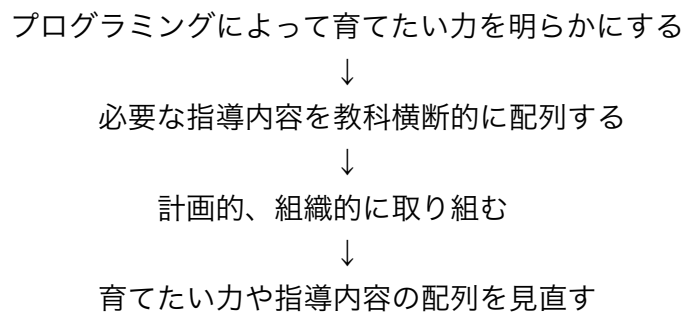 プログラミングによって育てたい力を明らかにする
↓
必要な指導内容を教科横断的に配列する
↓
計画的、組織的に取り組む
↓
育てたい力や指導内容の配列を見直す